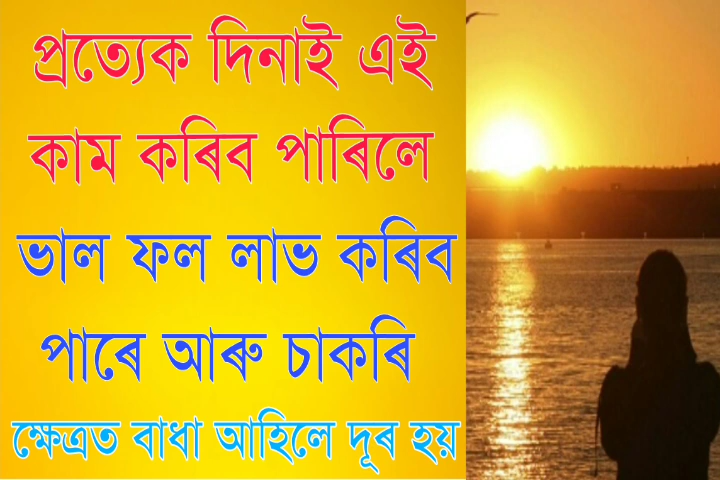 প্ৰত্যেক দিনাই এই
কাম কৰিব পাৰিলে
ভাল ফল লাভ কৰিব
পাৰে আৰু চাকৰি
ক্ষেত্ৰত বাধা আহিলে দূৰ হয়